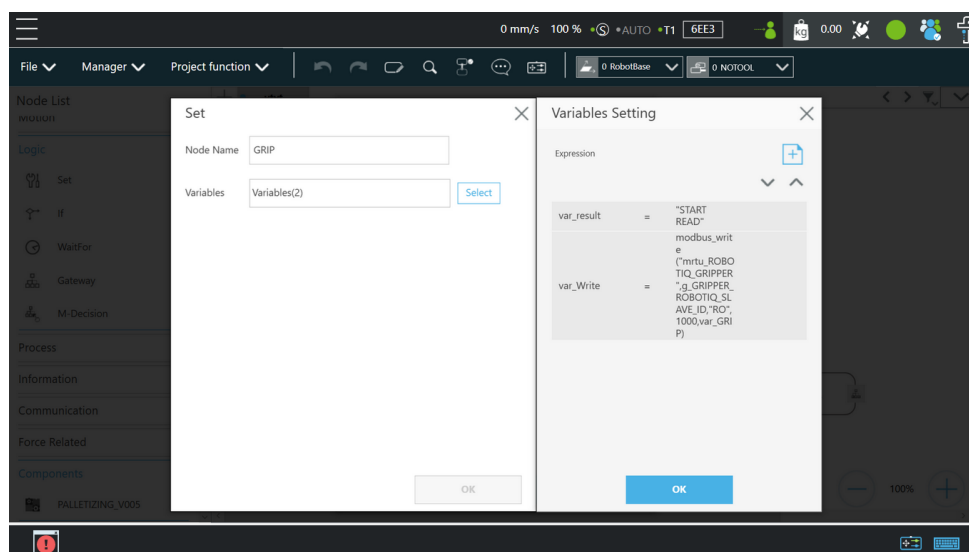 0 mm/s 100 % •Ⓢ •AUTO •T1 6EE3 kg 0.00
File Manager Project function 0 RobotBase 0 NOTOOL
Node List
Motion
Logic
Set
If
WaitFor
Gateway
M-Decision
Process
Information
Communication
Force Related
Components
PALLETIZING_V005
Set
Node Name GRIP
Variables Variables(2) Select
OK
Variables Setting
Expression
var_result = "START
READ"
modbus_writ
e
("mrtu_ROBO
TIQ_GRIPPER
",g_GRIPPER_
var_Write = ROBOTIQ_SL
AVE_ID,"RO",
1000,var_GRI
P)
OK
100%